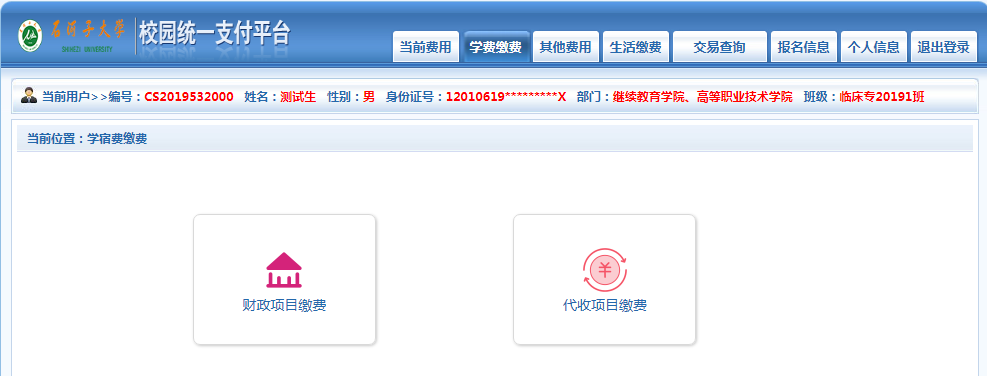 石河子大学 校园统一支付平台
SHIHEZI UNIVERSITY
当前费用 学费缴费 其他费用 生活缴费 交易查询 报名信息 个人信息 退出登录
当前用户>>编号：CS2019532000 姓名：测试生 性别：男 身份证号：12010619*********X 部门：继续教育学院、高等职业技术学院 班级：临床专20191班
当前位置：学宿费缴费
财政项目缴费 代收项目缴费